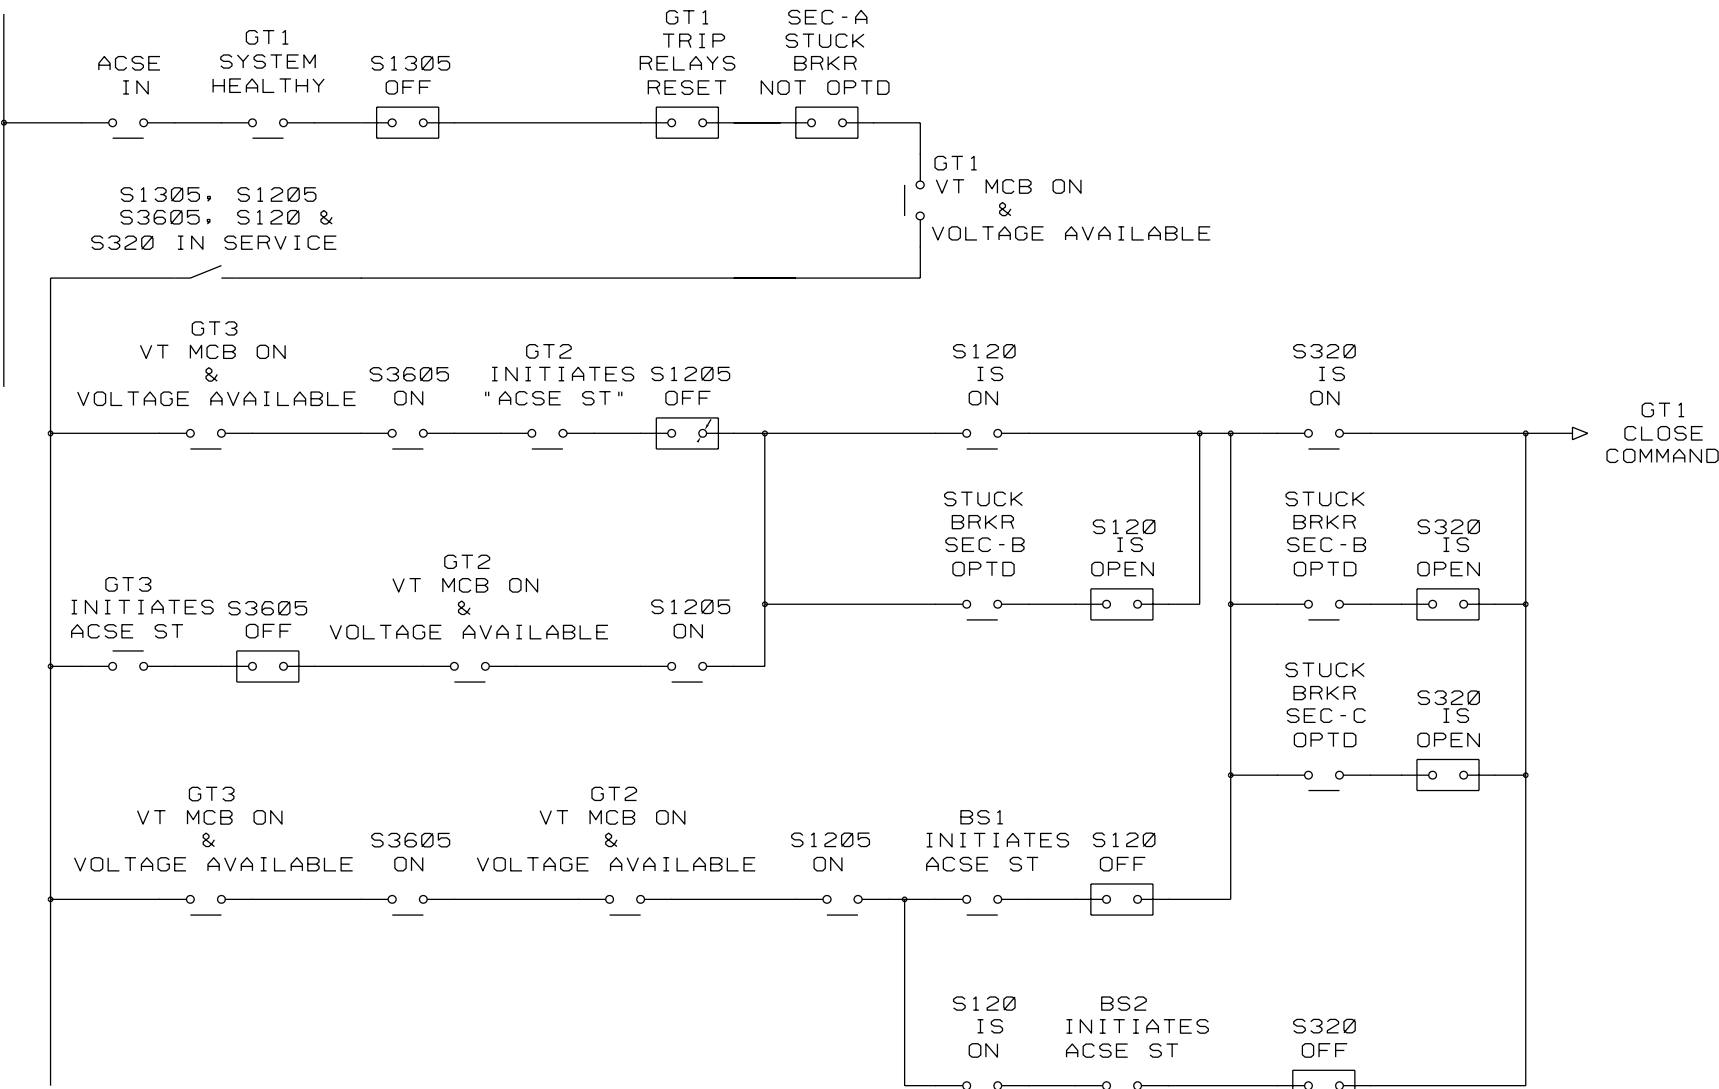 ACSE
IN
GT1
SYSTEM
HEALTHY
S1305
OFF
GT1
TRIP
RELAYS
RESET
SEC-A
STUCK
BRKR
NOT OPTD
GT1
VT MCB ON
&
VOLTAGE AVAILABLE
S1305, S1205
S3605, S120 &
S320 IN SERVICE
GT3
VT MCB ON
&
VOLTAGE AVAILABLE
S3605
ON
GT2
INITIATES
"ACSE ST"
S1205
OFF
S120
IS
ON
S320
IS
ON
GT1
CLOSE
COMMAND
STUCK
BRKR
SEC-B
OPTD
S120
IS
OPEN
STUCK
BRKR
SEC-B
OPTD
S320
IS
OPEN
GT3
INITIATES
ACSE ST
S3605
OFF
GT2
VT MCB ON
&
VOLTAGE AVAILABLE
S1205
ON
STUCK
BRKR
SEC-C
OPTD
S320
IS
OPEN
GT3
VT MCB ON
&
VOLTAGE AVAILABLE
S3605
ON
GT2
VT MCB ON
&
VOLTAGE AVAILABLE
S1205
ON
BS1
INITIATES
ACSE ST
S120
OFF
S120
IS
ON
BS2
INITIATES
ACSE ST
S320
OFF